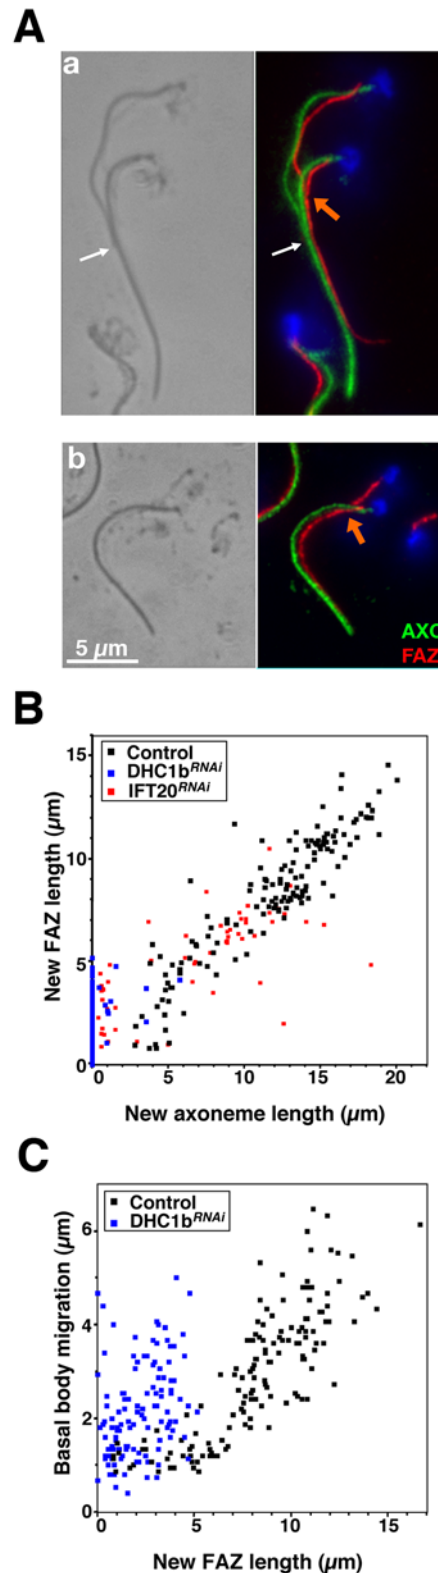 A
a
b
5 µm
AXO
FAZ
B
16
Control
DHC1bRNAi
IFT20RNAi
New FAZ length (µm)
10
5
0
0 5 10 15 20
New axoneme length (µm)
C
Control
DHC1bRNAi
Basal body migration (µm)
6
4
2
0
0 5 10 15
New FAZ length (µm)